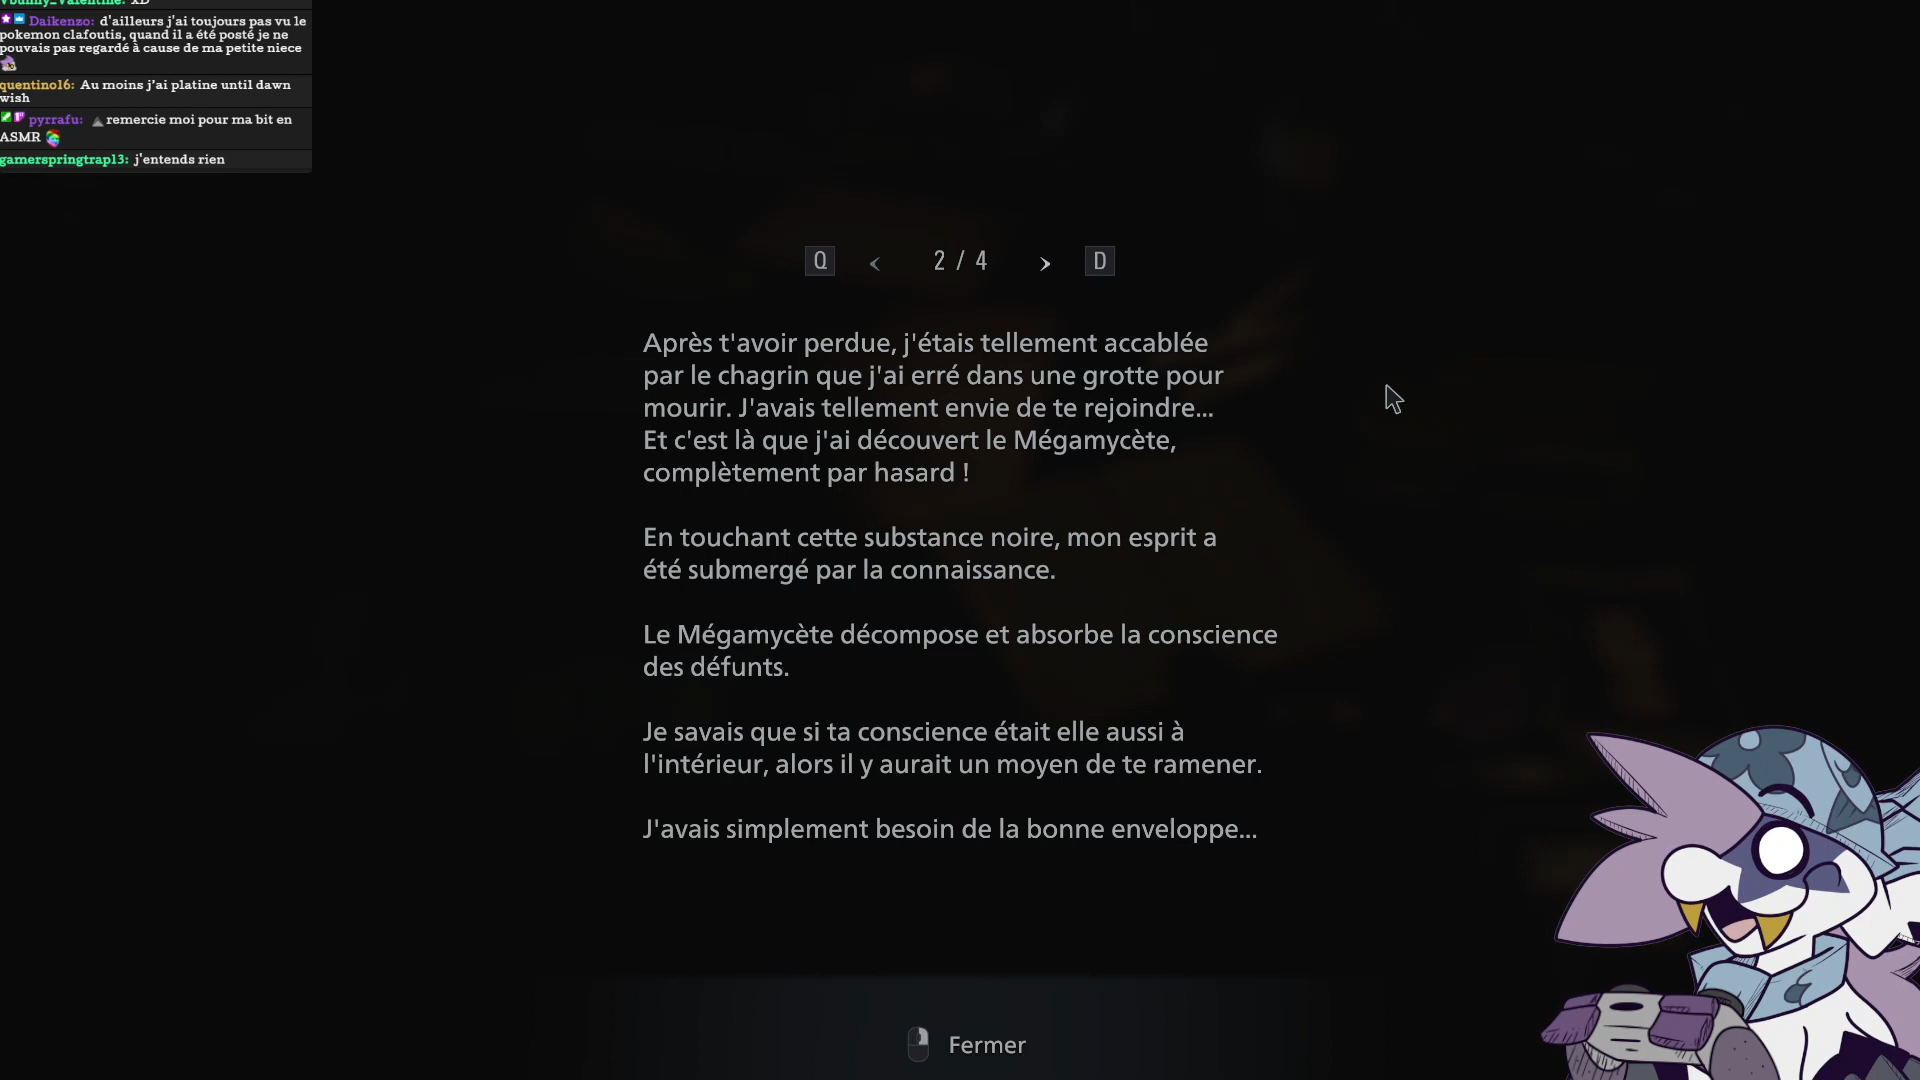 Vbunny_Valentine: xD
Daikenzo: d'ailleurs j'ai toujours pas vu le
pokemon clafoutis, quand il a été posté je ne
pouvais pas regardé à cause de ma petite niece
quentino16: Au moins j'ai platine until dawn
wish
pyrrafu: remercie moi pour ma bit en
ASMR
gamerspringtrap13: j'entends rien
Q < 2 / 4 > D
Après t'avoir perdue, j'étais tellement accablée
par le chagrin que j'ai erré dans une grotte pour
mourir. J'avais tellement envie de te rejoindre...
Et c'est là que j'ai découvert le Mégamycète,
complètement par hasard !
En touchant cette substance noire, mon esprit a
été submergé par la connaissance.
Le Mégamycète décompose et absorbe la conscience
des défunts.
Je savais que si ta conscience était elle aussi à
l'intérieur, alors il y aurait un moyen de te ramener.
J'avais simplement besoin de la bonne enveloppe...
Fermer